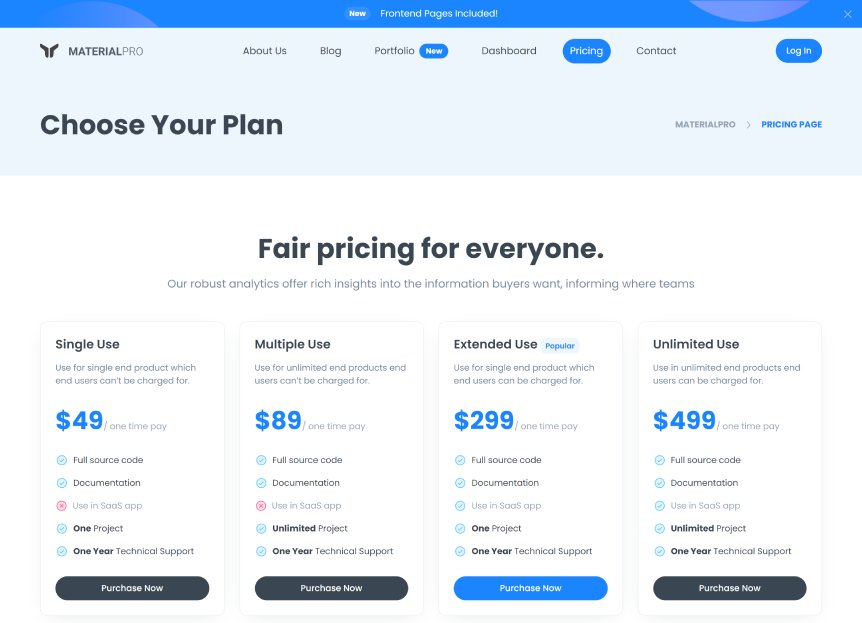 New Frontend Pages Included!
MATERIALPRO About Us Blog Portfolio New Dashboard Pricing Contact Log In
Choose Your Plan
MATERIALPRO PRICING PAGE
Fair pricing for everyone.
Our robust analytics offer rich insights into the information buyers want, informing where teams
Single Use
Use for single end product which
end users can't be charged for.
$49/ one time pay
Full source code
Documentation
Use in SaaS app
One Project
One Year Technical Support
Purchase Now
Multiple Use
Use for unlimited end products end
users can't be charged for.
$89/ one time pay
Full source code
Documentation
Use in SaaS app
Unlimited Project
One Year Technical Support
Purchase Now
Extended Use Popular
Use for single end product which
end users can be charged for.
$299/ one time pay
Full source code
Documentation
Use in SaaS app
One Project
One Year Technical Support
Purchase Now
Unlimited Use
Use in unlimited end products end
users can be charged for.
$499/ one time pay
Full source code
Documentation
Use in SaaS app
Unlimited Project
One Year Technical Support
Purchase Now